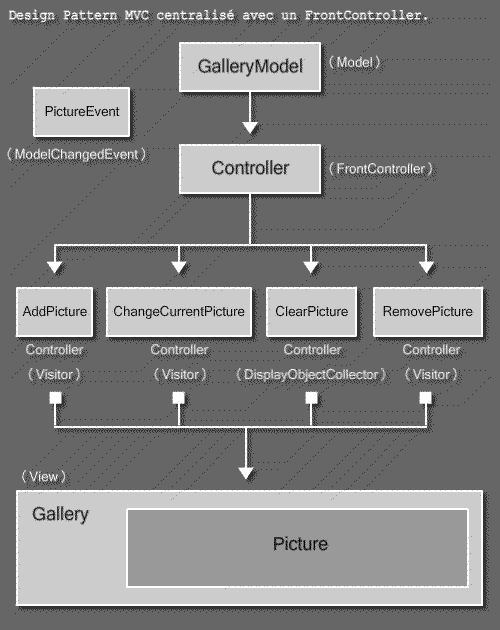 Design Pattern MVC centralisé avec un FrontController.
GalleryModel
(Model)
PictureEvent
(ModelChangedEvent)
Controller
(FrontController)
AddPicture
ChangeCurrentPicture
ClearPicture
RemovePicture
Controller
Controller
Controller
Controller
(Visitor)
(Visitor)
(DisplayObjectCollector)
(Visitor)
(View)
Gallery
Picture